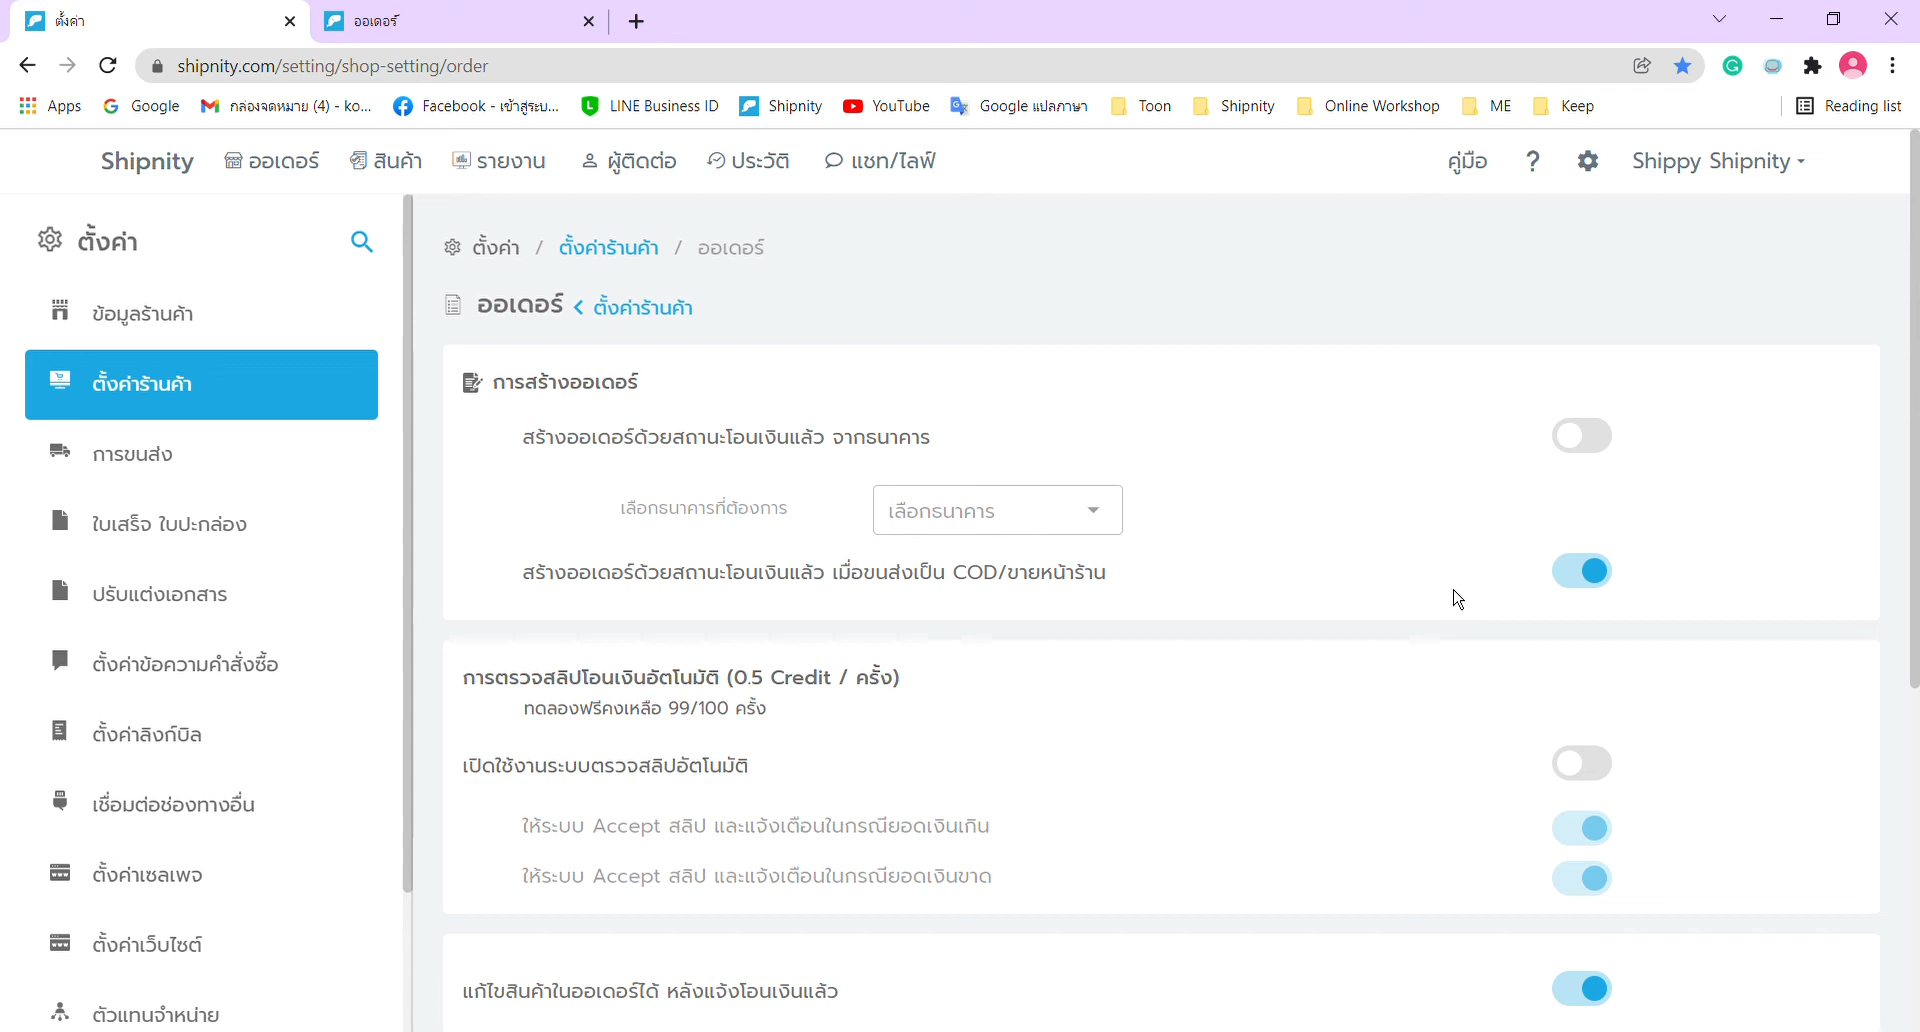 ตั้งค่า
ออเดอร์
shipnity.com/setting/shop-setting/order
Apps Google กล่องจดหมาย (4) - ko... Facebook - เข้าสู่ระบ... LINE Business ID Shipnity YouTube Google แปลภาษา Toon Shipnity Online Workshop ME Keep Reading list
Shipnity ออเดอร์ สินค้า รายงาน ผู้ติดต่อ ประวัติ แชท/ไลฟ์ คู่มือ ? Shippy Shipnity
ตั้งค่า
ข้อมูลร้านค้า
ตั้งค่าร้านค้า
การขนส่ง
ใบเสร็จ ใบปะกล่อง
ปรับแต่งเอกสาร
ตั้งค่าข้อความคำสั่งซื้อ
ตั้งค่าลิงก์บิล
เชื่อมต่อช่องทางอื่น
ตั้งค่าเซลเพจ
ตั้งค่าเว็บไซต์
ตัวแทนจำหน่าย
ตั้งค่า / ตั้งค่าร้านค้า / ออเดอร์
ออเดอร์ < ตั้งค่าร้านค้า
การสร้างออเดอร์
สร้างออเดอร์ด้วยสถานะโอนเงินแล้ว จากธนาคาร
เลือกธนาคารที่ต้องการ เลือกธนาคาร
สร้างออเดอร์ด้วยสถานะโอนเงินแล้ว เมื่อขนส่งเป็น COD/ขายหน้าร้าน
การตรวจสลิปโอนเงินอัตโนมัติ (0.5 Credit / ครั้ง)
ทดลองฟรีคงเหลือ 99/100 ครั้ง
เปิดใช้งานระบบตรวจสลิปอัตโนมัติ
ให้ระบบ Accept สลิป และแจ้งเตือนในกรณียอดเงินเกิน
ให้ระบบ Accept สลิป และแจ้งเตือนในกรณียอดเงินขาด
แก้ไขสินค้าในออเดอร์ได้ หลังแจ้งโอนเงินแล้ว